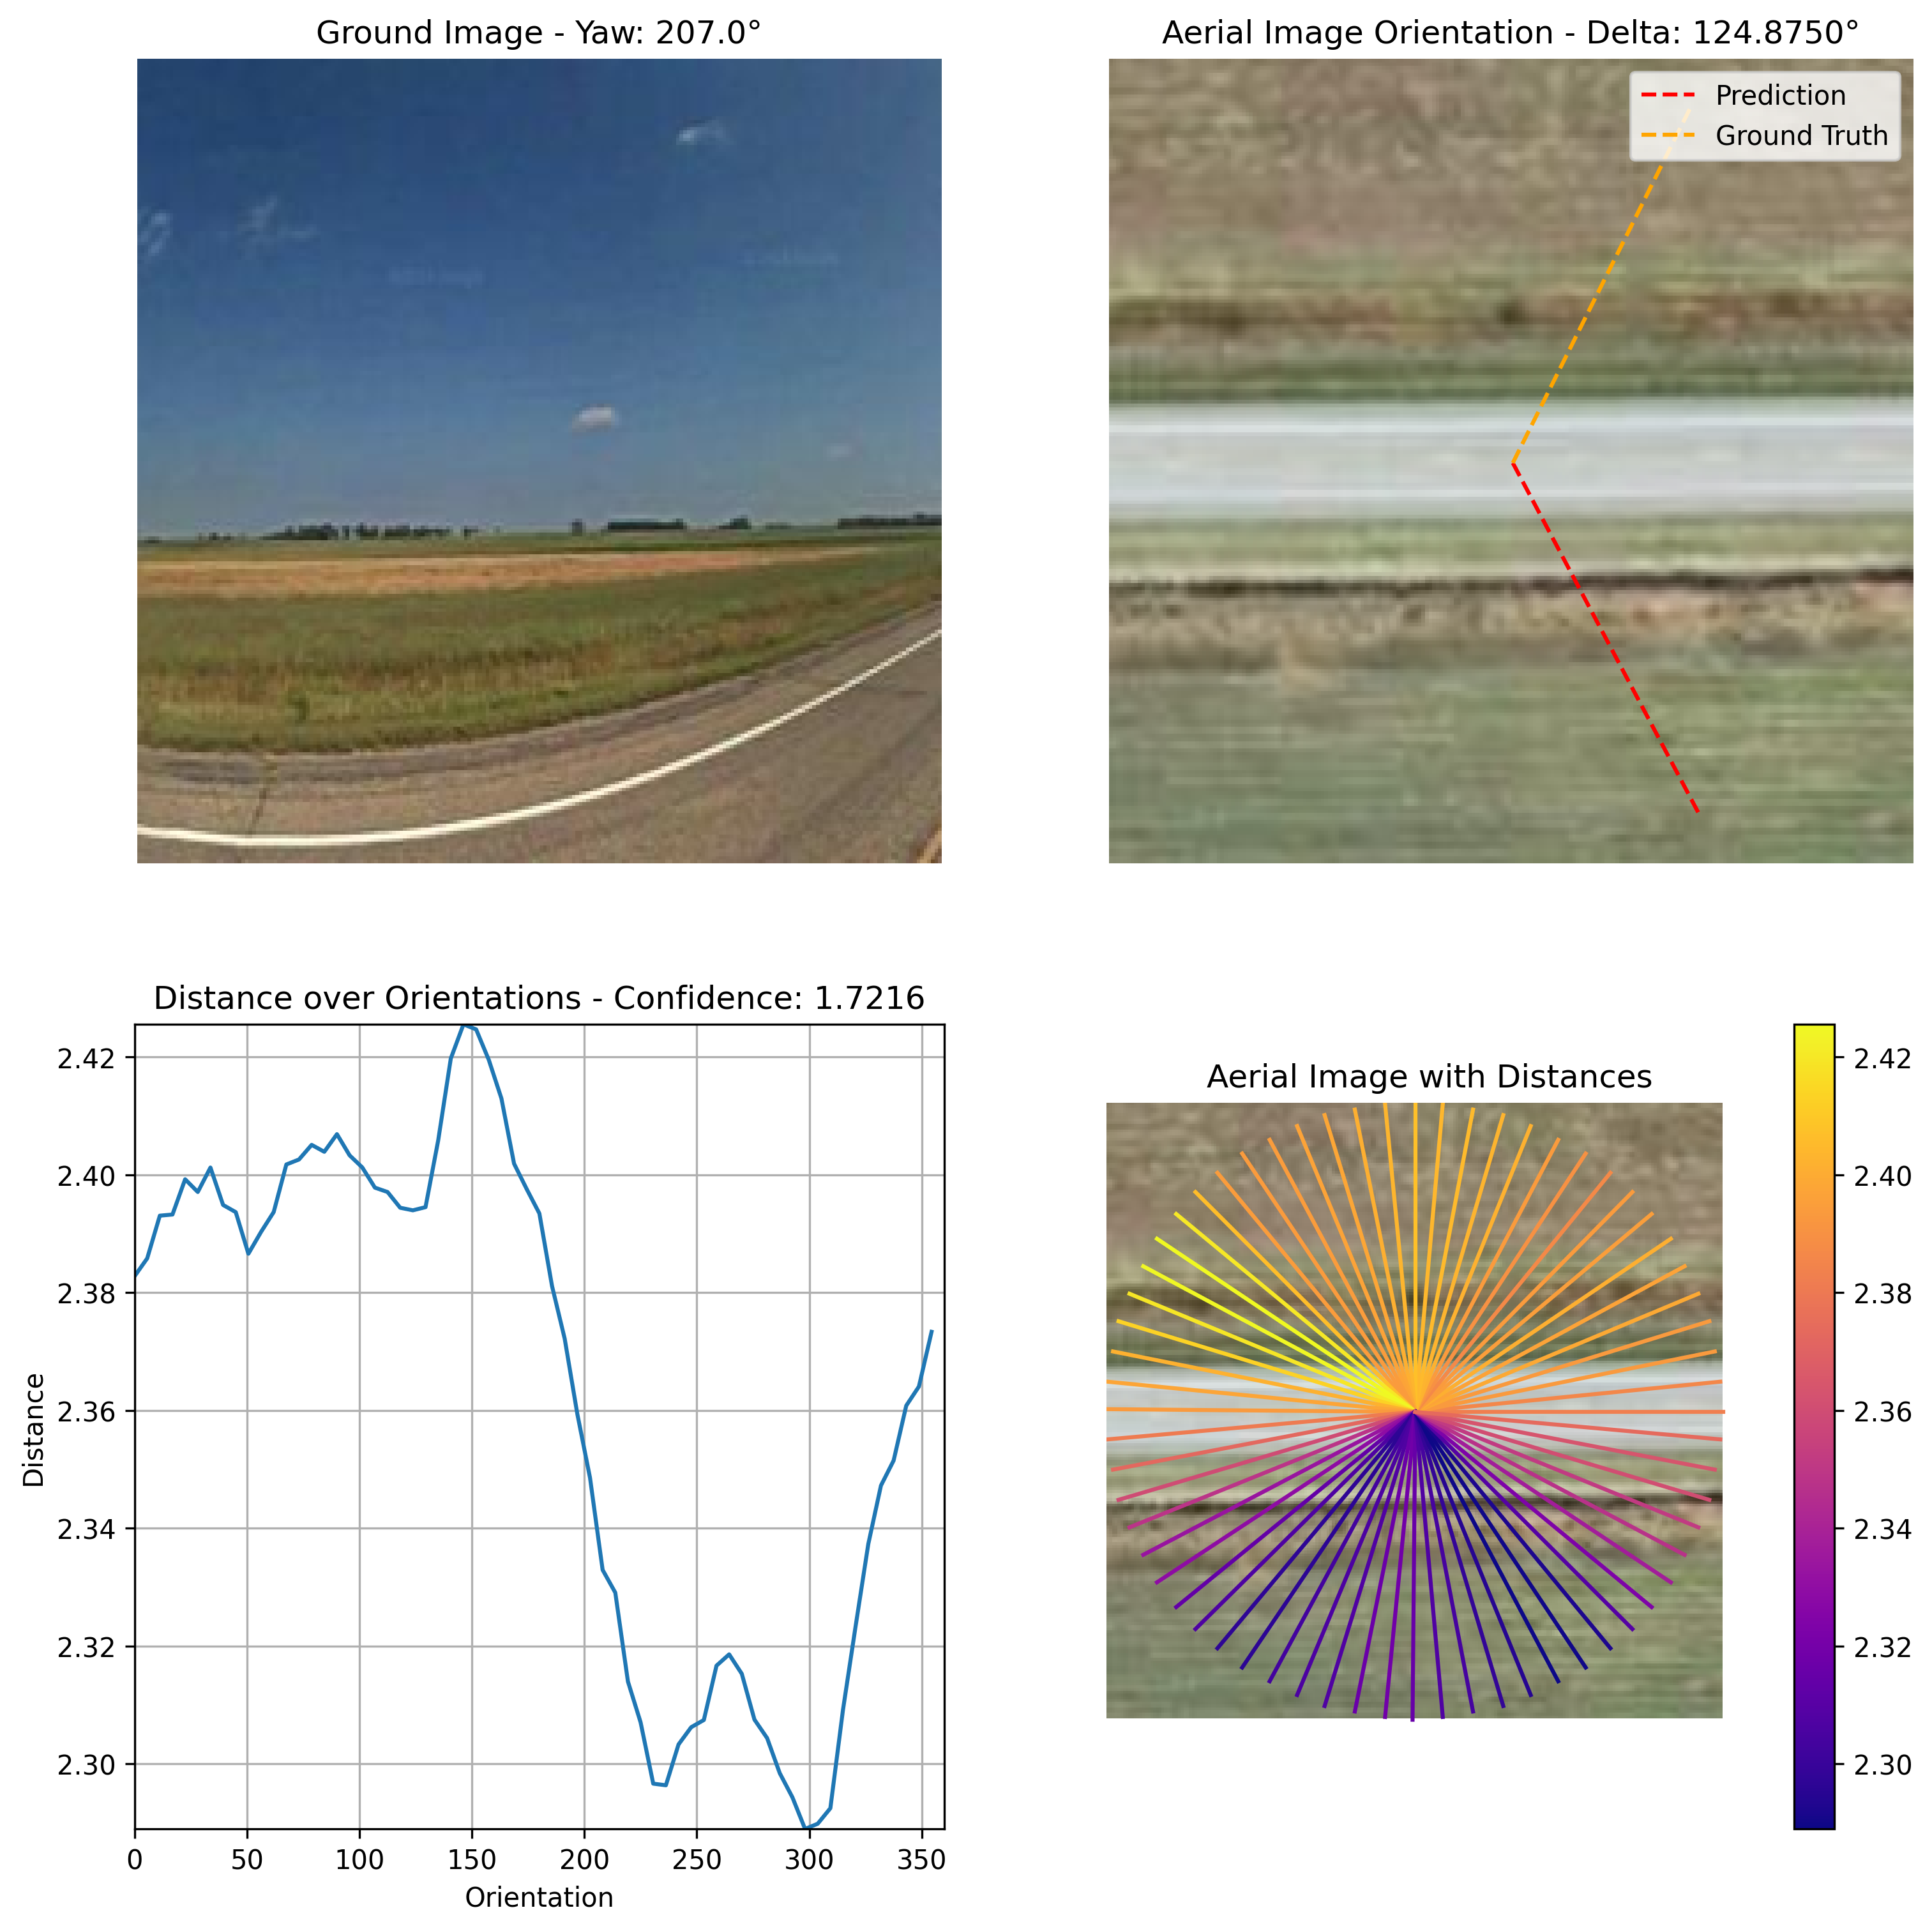 Ground Image - Yaw: 207.0°
Aerial Image Orientation - Delta: 124.8750°
Prediction
Ground Truth
Distance over Orientations - Confidence: 1.7216
2.42
2.40
2.38
2.36
2.34
2.32
2.30
Distance
0 50 100 150 200 250 300 350
Orientation
Aerial Image with Distances
2.42
2.40
2.38
2.36
2.34
2.32
2.30